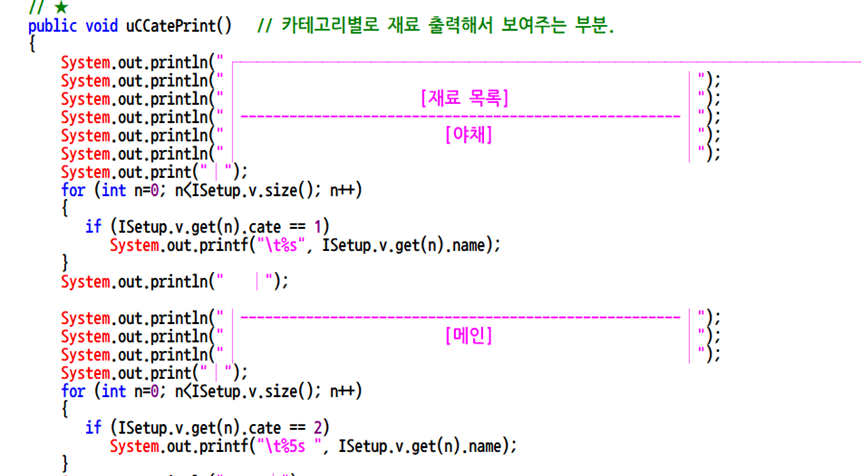 // ★
public void uCCatePrint()   // 카테고리별로 재료 출력해서 보여주는 부분.
{
    System.out.println(" ┌──────────────────────────────────────
    System.out.println(" │                                                         │ ");
    System.out.println(" │                      [재료 목록]                        │ ");
    System.out.println(" │ ------------------------------------------------------- │ ");
    System.out.println(" │                         [야채]                          │ ");
    System.out.println(" │                                                         │ ");
    System.out.print(" │ ");
    for (int n=0; n<ISetup.v.size(); n++)
    {
        if (ISetup.v.get(n).cate == 1)
            System.out.printf("\t%s", ISetup.v.get(n).name);
    }
    System.out.println("    │ ");

    System.out.println(" │ ------------------------------------------------------- │ ");
    System.out.println(" │                         [메인]                          │ ");
    System.out.println(" │                                                         │ ");
    System.out.print(" │ ");
    for (int n=0; n<ISetup.v.size(); n++)
    {
        if (ISetup.v.get(n).cate == 2)
            System.out.printf("\t%5s ", ISetup.v.get(n).name);
    }